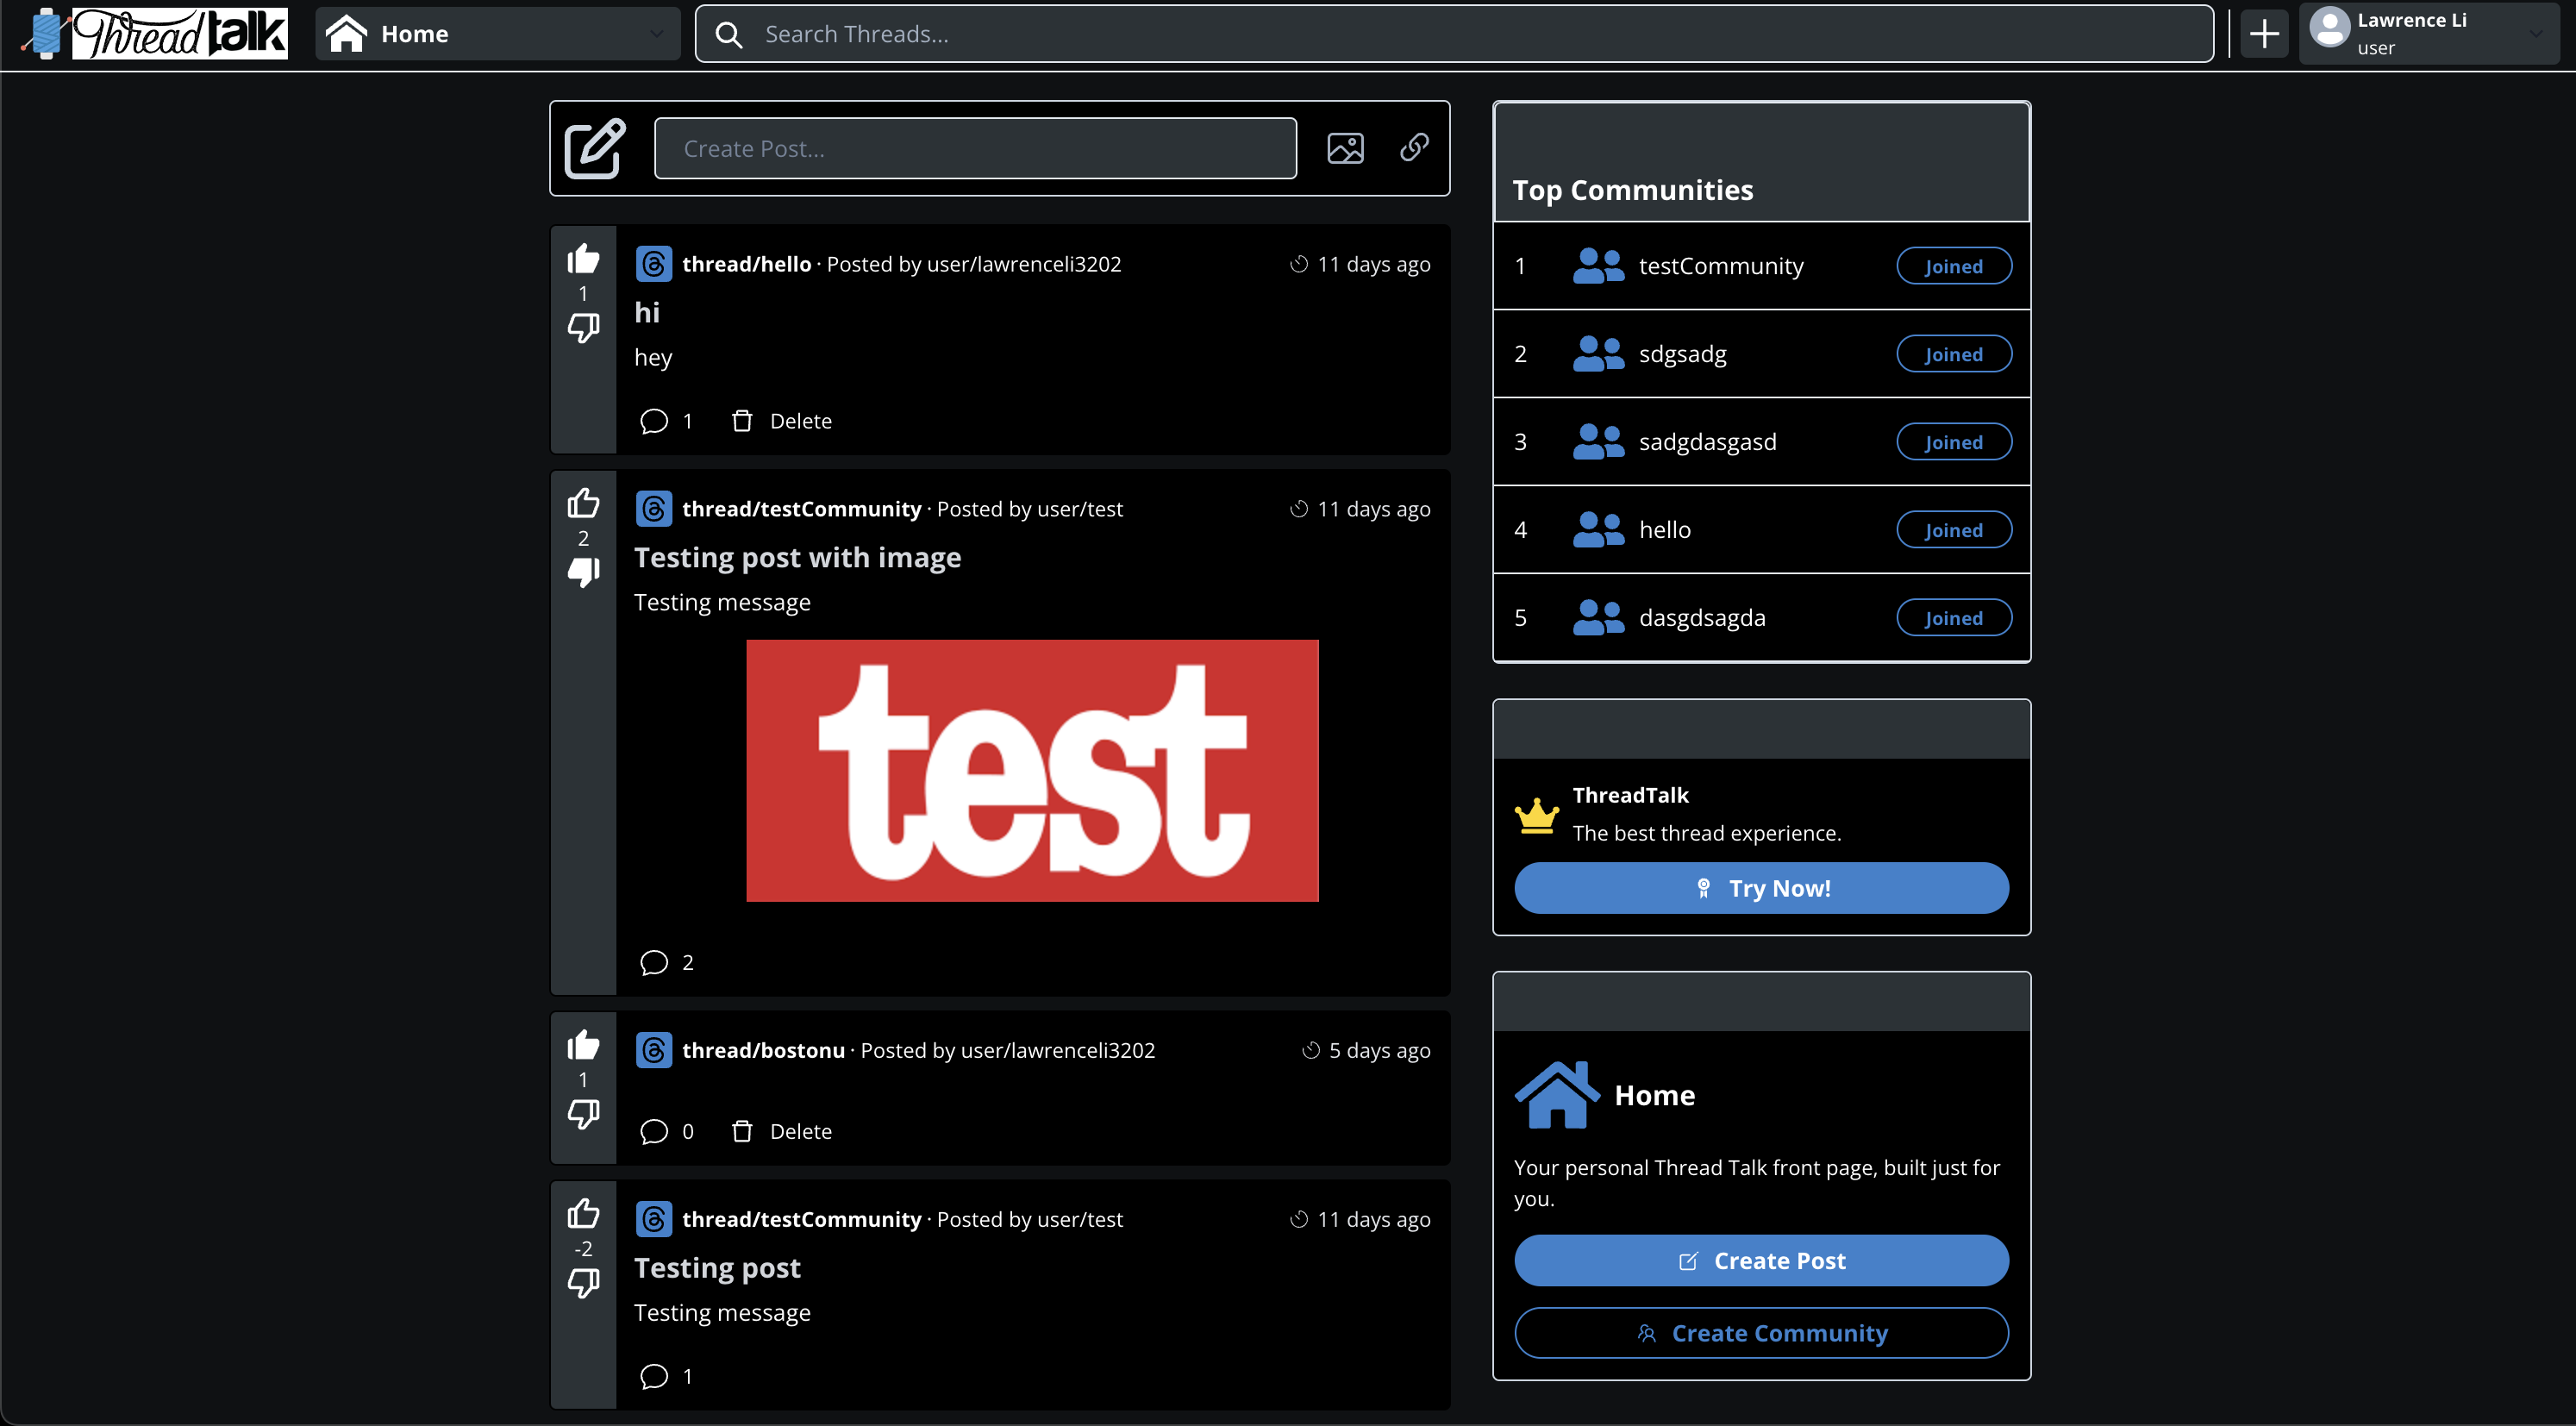 Thread talk
Home
Search Threads...
Lawrence Li
user
Create Post...
thread/hello · Posted by user/lawrenceli3202
11 days ago
1
hi
hey
1
Delete
thread/testCommunity · Posted by user/test
11 days ago
2
Testing post with image
Testing message
test
2
thread/bostonu · Posted by user/lawrenceli3202
5 days ago
1
0
Delete
thread/testCommunity · Posted by user/test
11 days ago
-2
Testing post
Testing message
1
Top Communities
1 testCommunity Joined
2 sdgsadg Joined
3 sadgdasgasd Joined
4 hello Joined
5 dasgdsagda Joined
ThreadTalk
The best thread experience.
Try Now!
Home
Your personal Thread Talk front page, built just for
you.
Create Post
Create Community